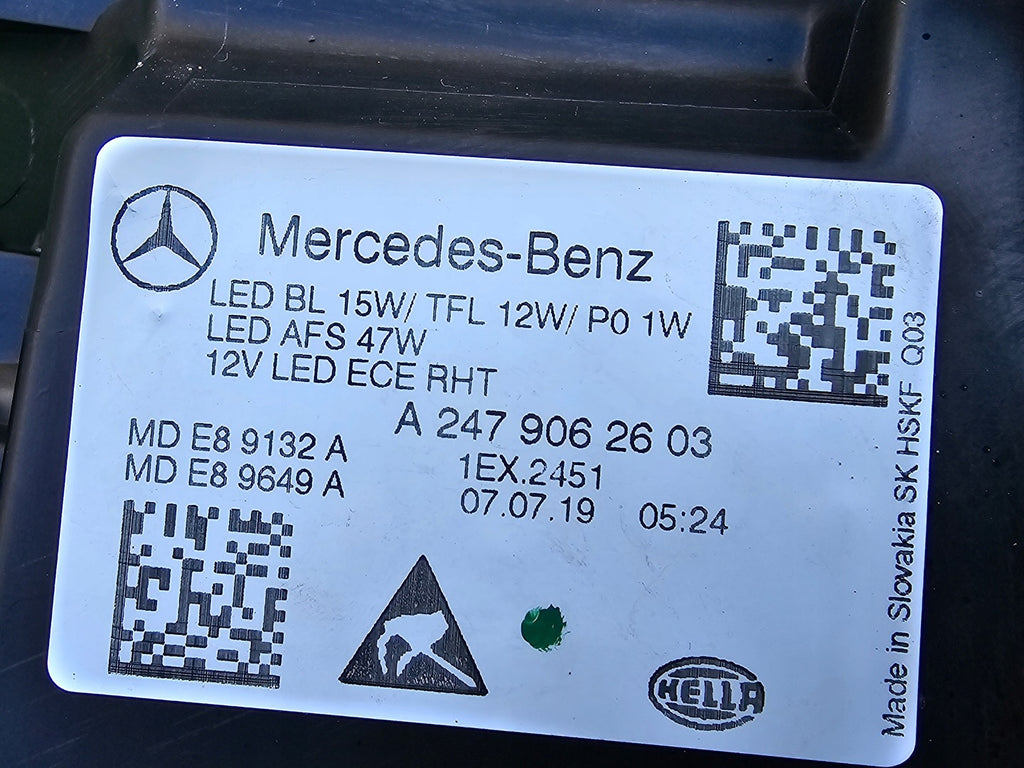 Mercedes-Benz
LED BL 15W/ TFL 12W/ P0 1W
LED AFS 47W
12V LED ECE RHT
A 247 906 26 03
MD E8 9132 A
MD E8 9649 A
1EX.2451
07.07.19 05:24
HELLA
Made in Slovakia SK HSKF Q03